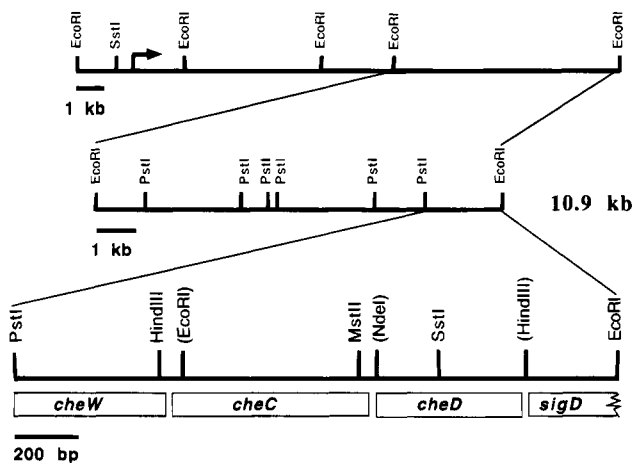 EcoRI SstI EcoRI EcoRI EcoRI EcoRI
1 kb
EcoRI PstI PstI PstI PstI PstI PstI EcoRI
10.9 kb
1 kb
PstI HindIII (EcoRI) MstII (NdeI) SstI (HindIII) EcoRI
cheW cheC cheD sigD
200 bp